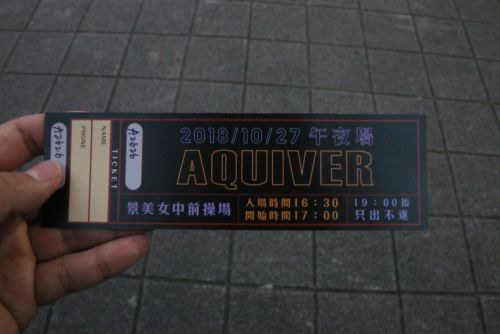 A2626
PHONE
NAME
TICKET
A2626
2018/10/27 午夜場
AQUIVER
景美女中前操場
入場時間16:30
開始時間17:00
19:00後
只出不進